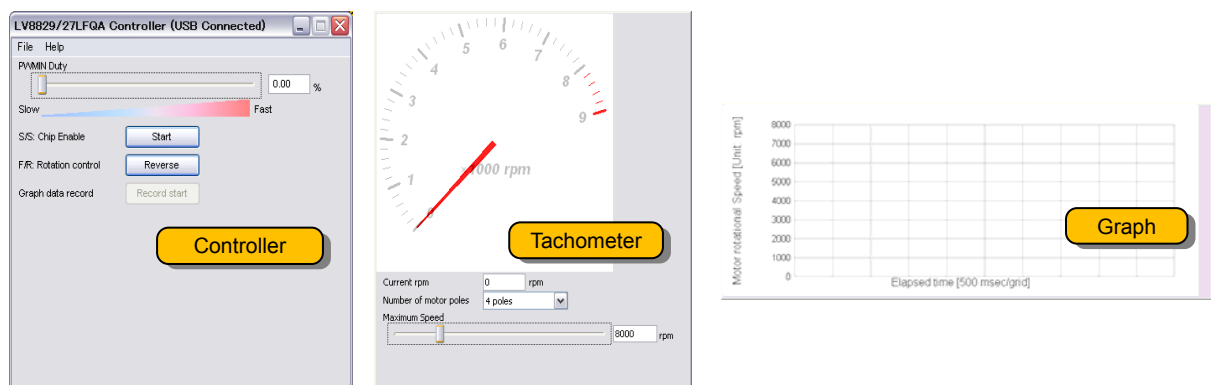 LV8829/27LFQA Controller (USB Connected)
File Help
PWMIN Duty
0.00 %
Slow Fast
S/S: Chip Enable Start
F/R: Rotation control Reverse
Graph data record Record start
Controller
0
1
2
3
4
5
6
7
8
9
000 rpm
Tachometer
Current rpm 0 rpm
Number of motor poles 4 poles
Maximum Speed
8000 rpm
Motor rotational Speed [Unit rpm]
8000
7000
6000
5000
4000
3000
2000
1000
0
Elapsed time [500 msec/grid]
Graph